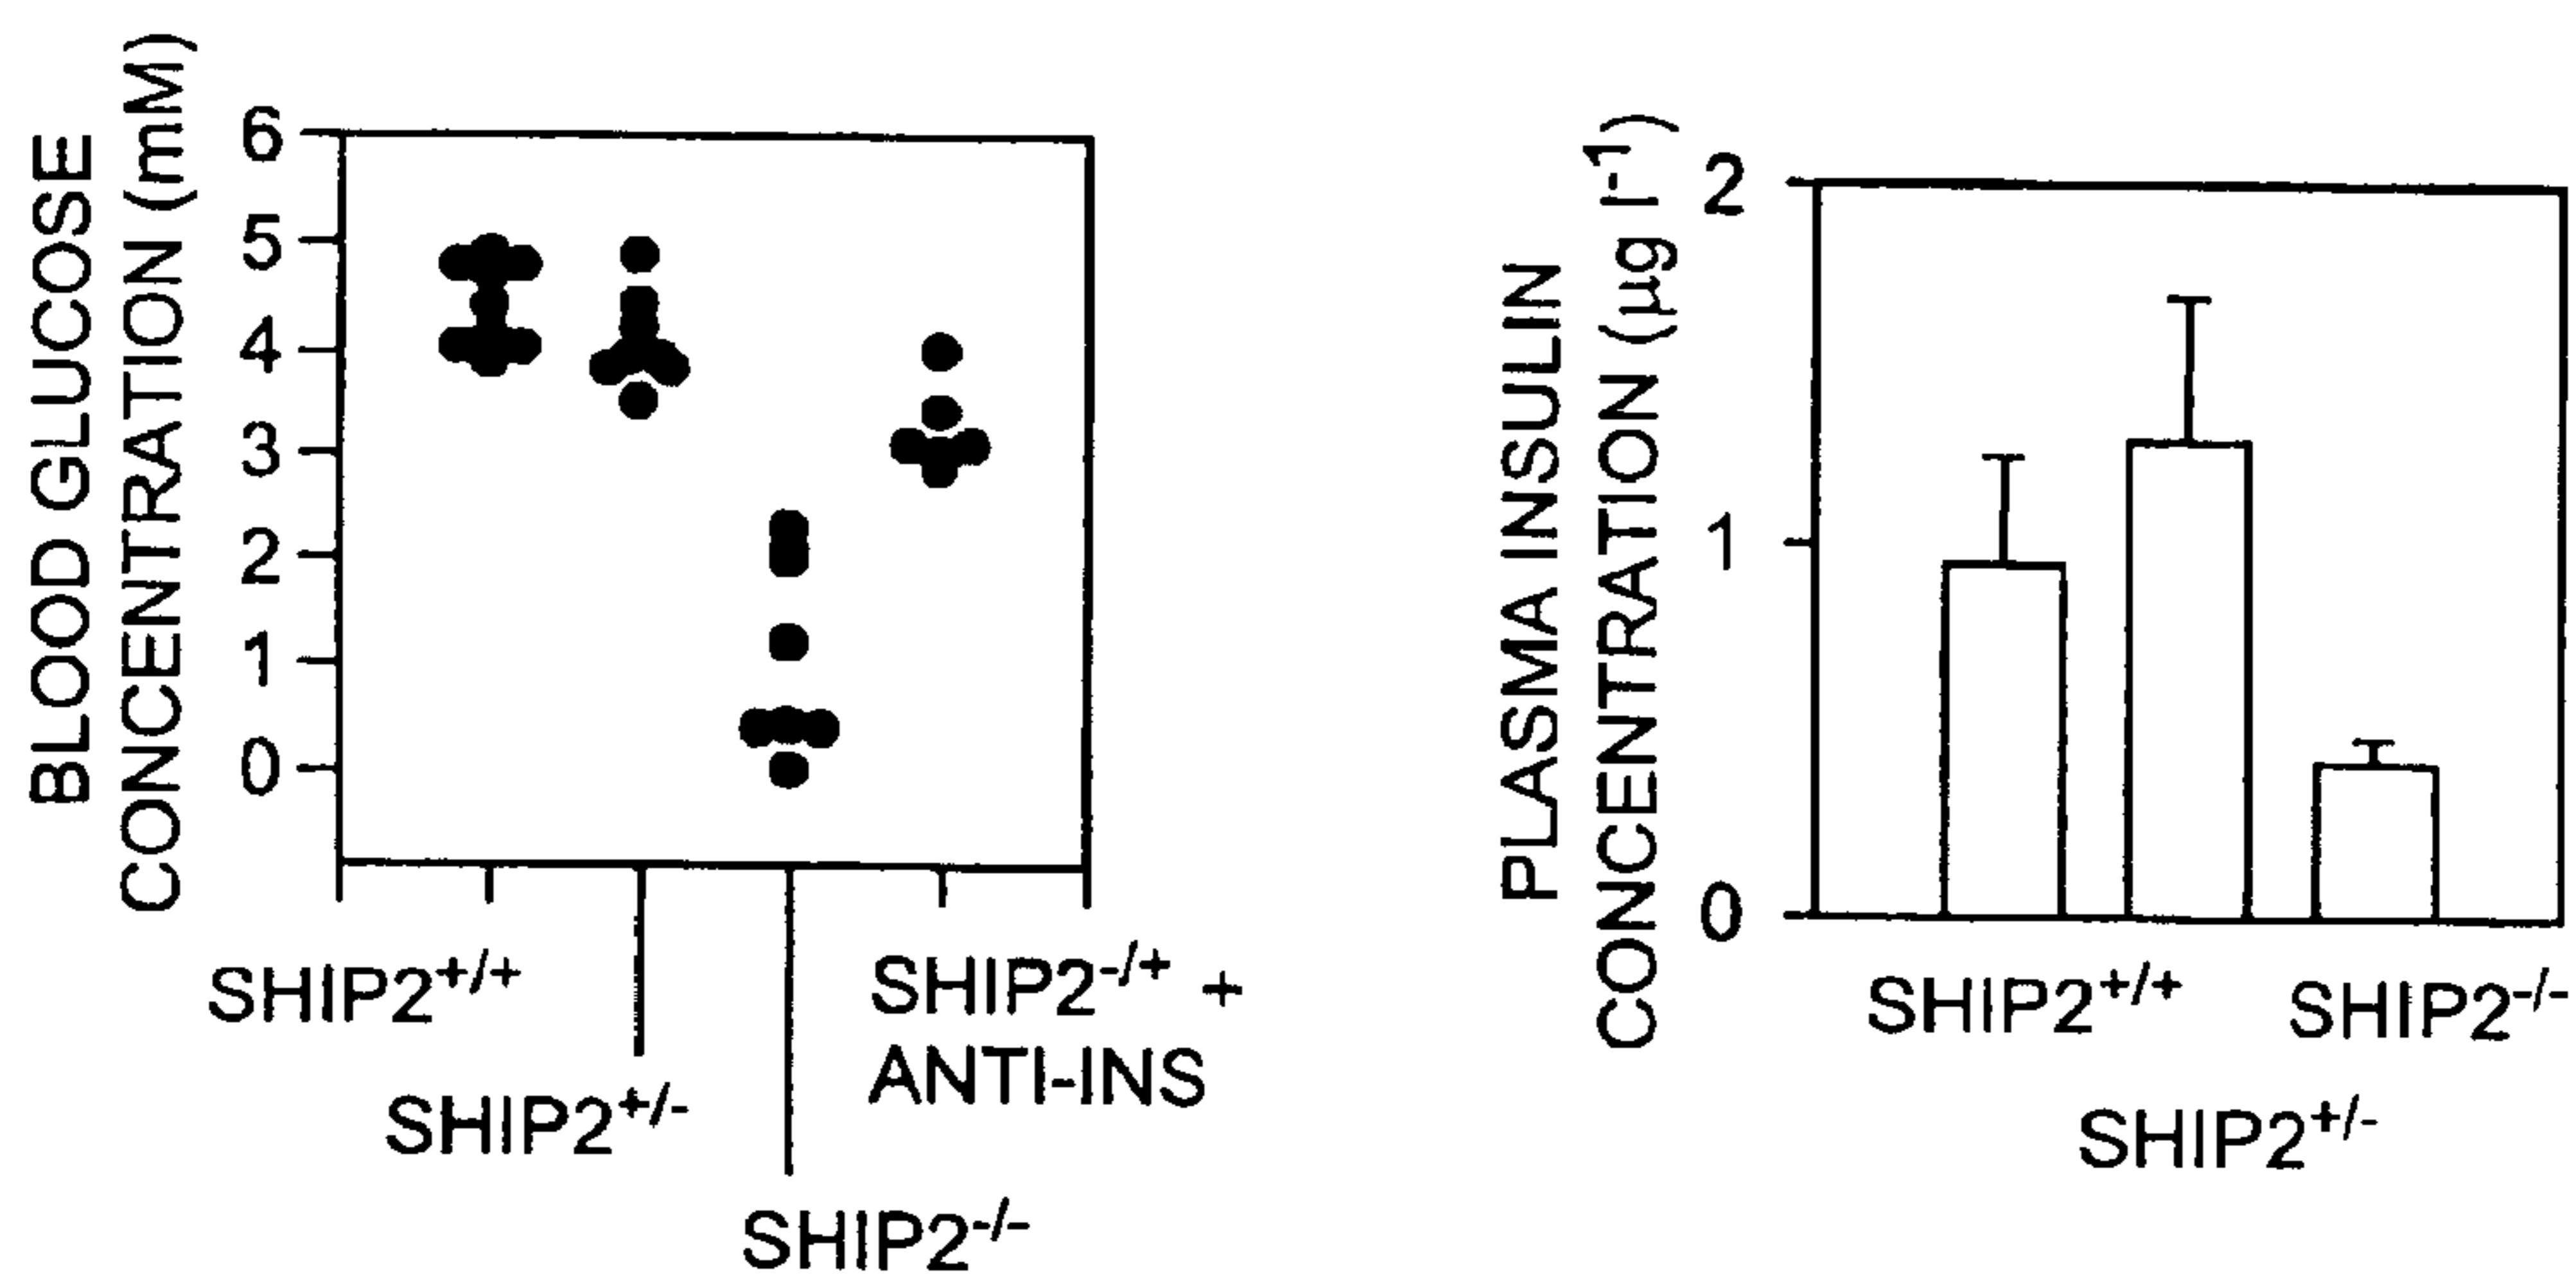 BLOOD GLUCOSE
CONCENTRATION (mM)
6
5
4
3
2
1
0
SHIP2+/+
SHIP2+/-
SHIP2-/-
SHIP2-/+ +
ANTI-INS
PLASMA INSULIN
CONCENTRATION (µg l-1)
2
1
0
SHIP2+/+
SHIP2-/-
SHIP2+/-